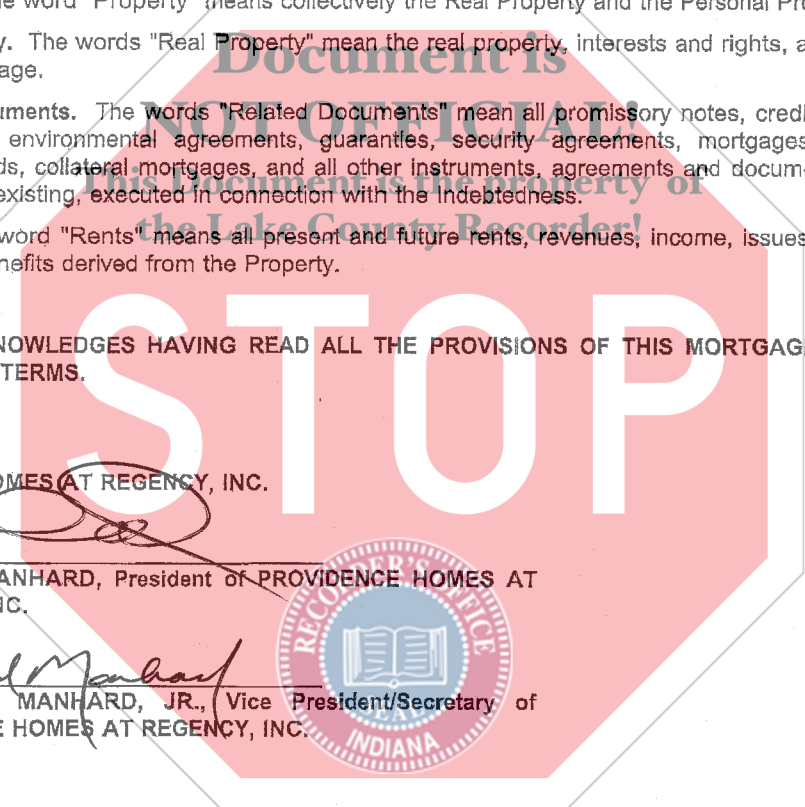 e word "Property" means collectively the Real Property and the Personal Pro
y. The words "Real Property" mean the real property, interests and rights, a
age.
Document is
uments. The words "Related Documents" mean all promissory notes, credi
NOT OFFICIAL!
environmental agreements, guaranties, security agreements, mortgages
ds, collateral mortgages, and all other instruments, agreements and docum
This Document is the property of
existing, executed in connection with the Indebtedness.
the Lake County Recorder!
word "Rents" means all present and future rents, revenues, income, issues
nefits derived from the Property.
NOWLEDGES HAVING READ ALL THE PROVISIONS OF THIS MORTGAG
TERMS.
STOP
OMES AT REGENCY, INC.
ANHARD, President of PROVIDENCE HOMES AT
NC.
Manhard
MANHARD, JR., Vice President/Secretary of
E HOMES AT REGENCY, INC.
RECORDER'S OFFICE
SEAL
INDIANA